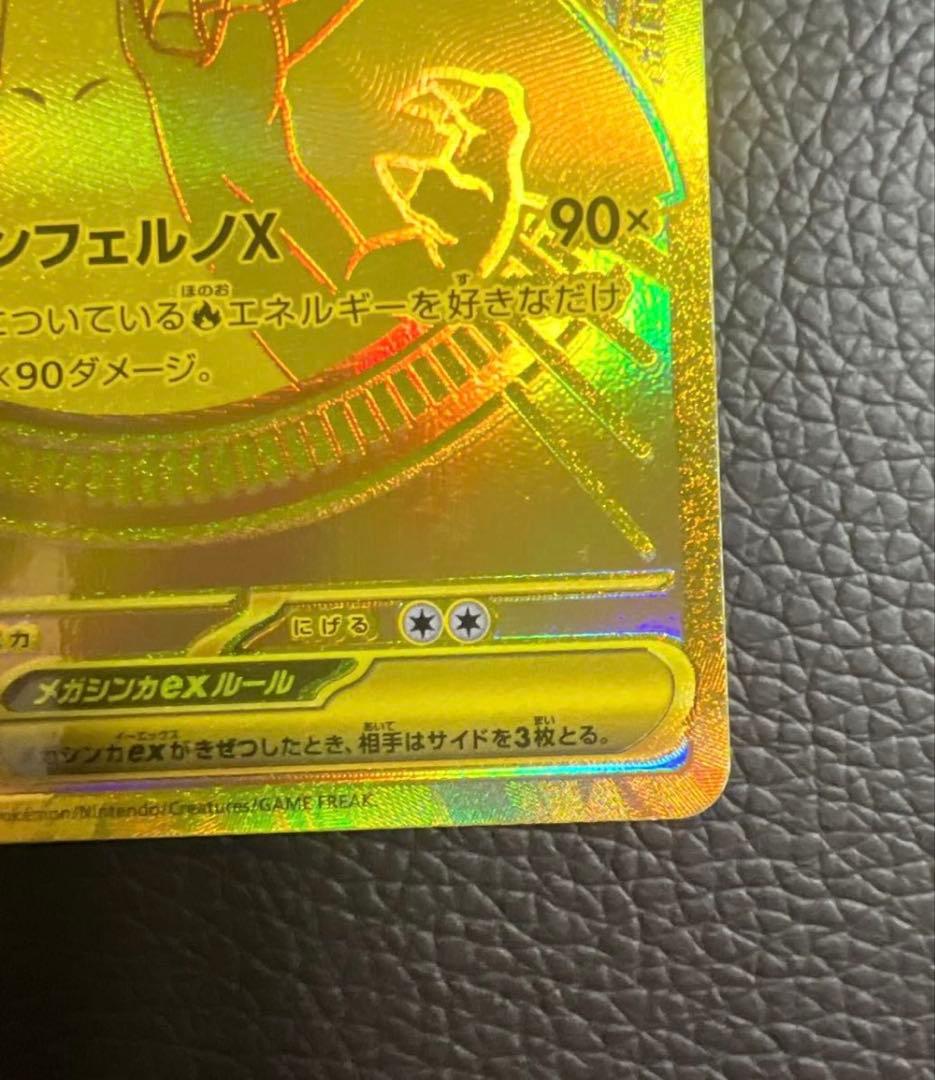 ンフェルノX 90×
ほのお す
についている エネルギーを好きなだけ
×90ダメージ。
力 にげる
メガシンカexルール
イーエックス あいて まい
シンカexがきぜつしたとき、相手はサイドを3枚とる。
okémon/Nintendo/Creatures/GAME FREAK